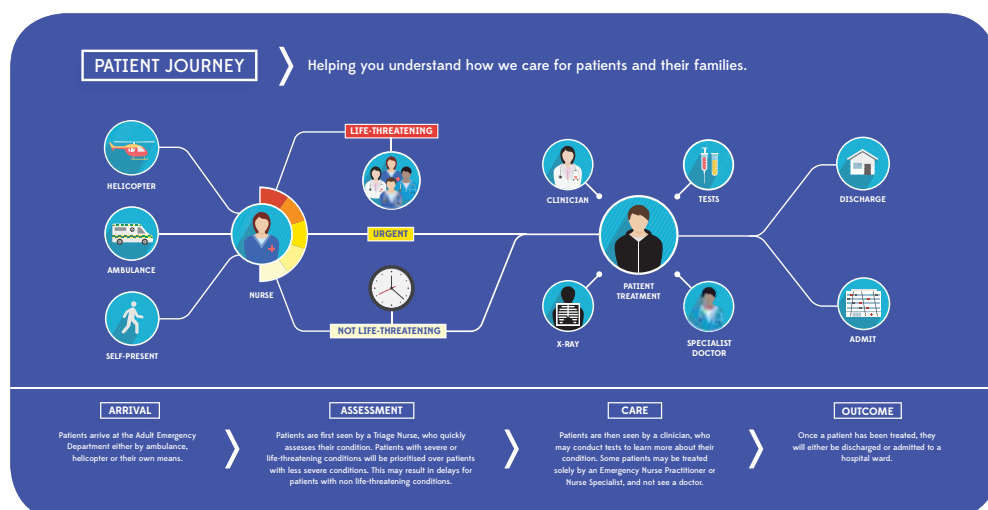 PATIENT JOURNEY
Helping you understand how we care for patients and their families.
HELICOPTER
AMBULANCE
SELF-PRESENT
NURSE
LIFE-THREATENING
URGENT
NOT LIFE-THREATENING
CLINICIAN
TESTS
PATIENT
TREATMENT
X-RAY
SPECIALIST
DOCTOR
DISCHARGE
ADMIT
ARRIVAL
Patients arrive at the Adult Emergency
Department either by ambulance,
helicopter or their own means.
ASSESSMENT
Patients are first seen by a Triage Nurse, who quickly
assesses their condition. Patients with severe or
life-threatening conditions will be prioritised over patients
with less severe conditions. This may result in delays for
patients with non life-threatening conditions.
CARE
Patients are then seen by a clinician, who
may conduct tests to learn more about their
condition. Some patients may be treated
solely by an Emergency Nurse Practitioner or
Nurse Specialist, and not see a doctor.
OUTCOME
Once a patient has been treated, they
will either be discharged or admitted to a
hospital ward.